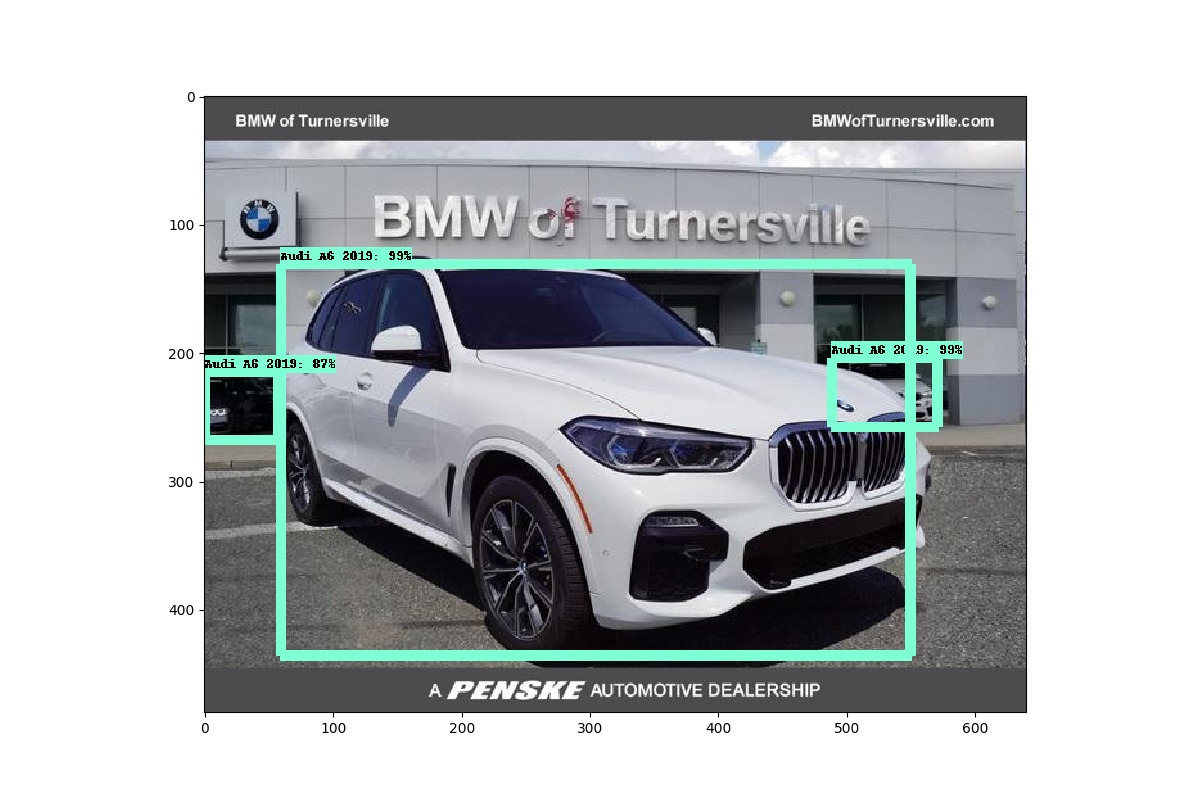 0
BMW of Turnersville BMWofTurnersville.com
BMW
100
BMW of Turnersville
Audi A6 2019: 99%
200
Audi A6 2019: 99%
Audi A6 2019: 87%
300
400
A PENSKE AUTOMOTIVE DEALERSHIP
0 100 200 300 400 500 600